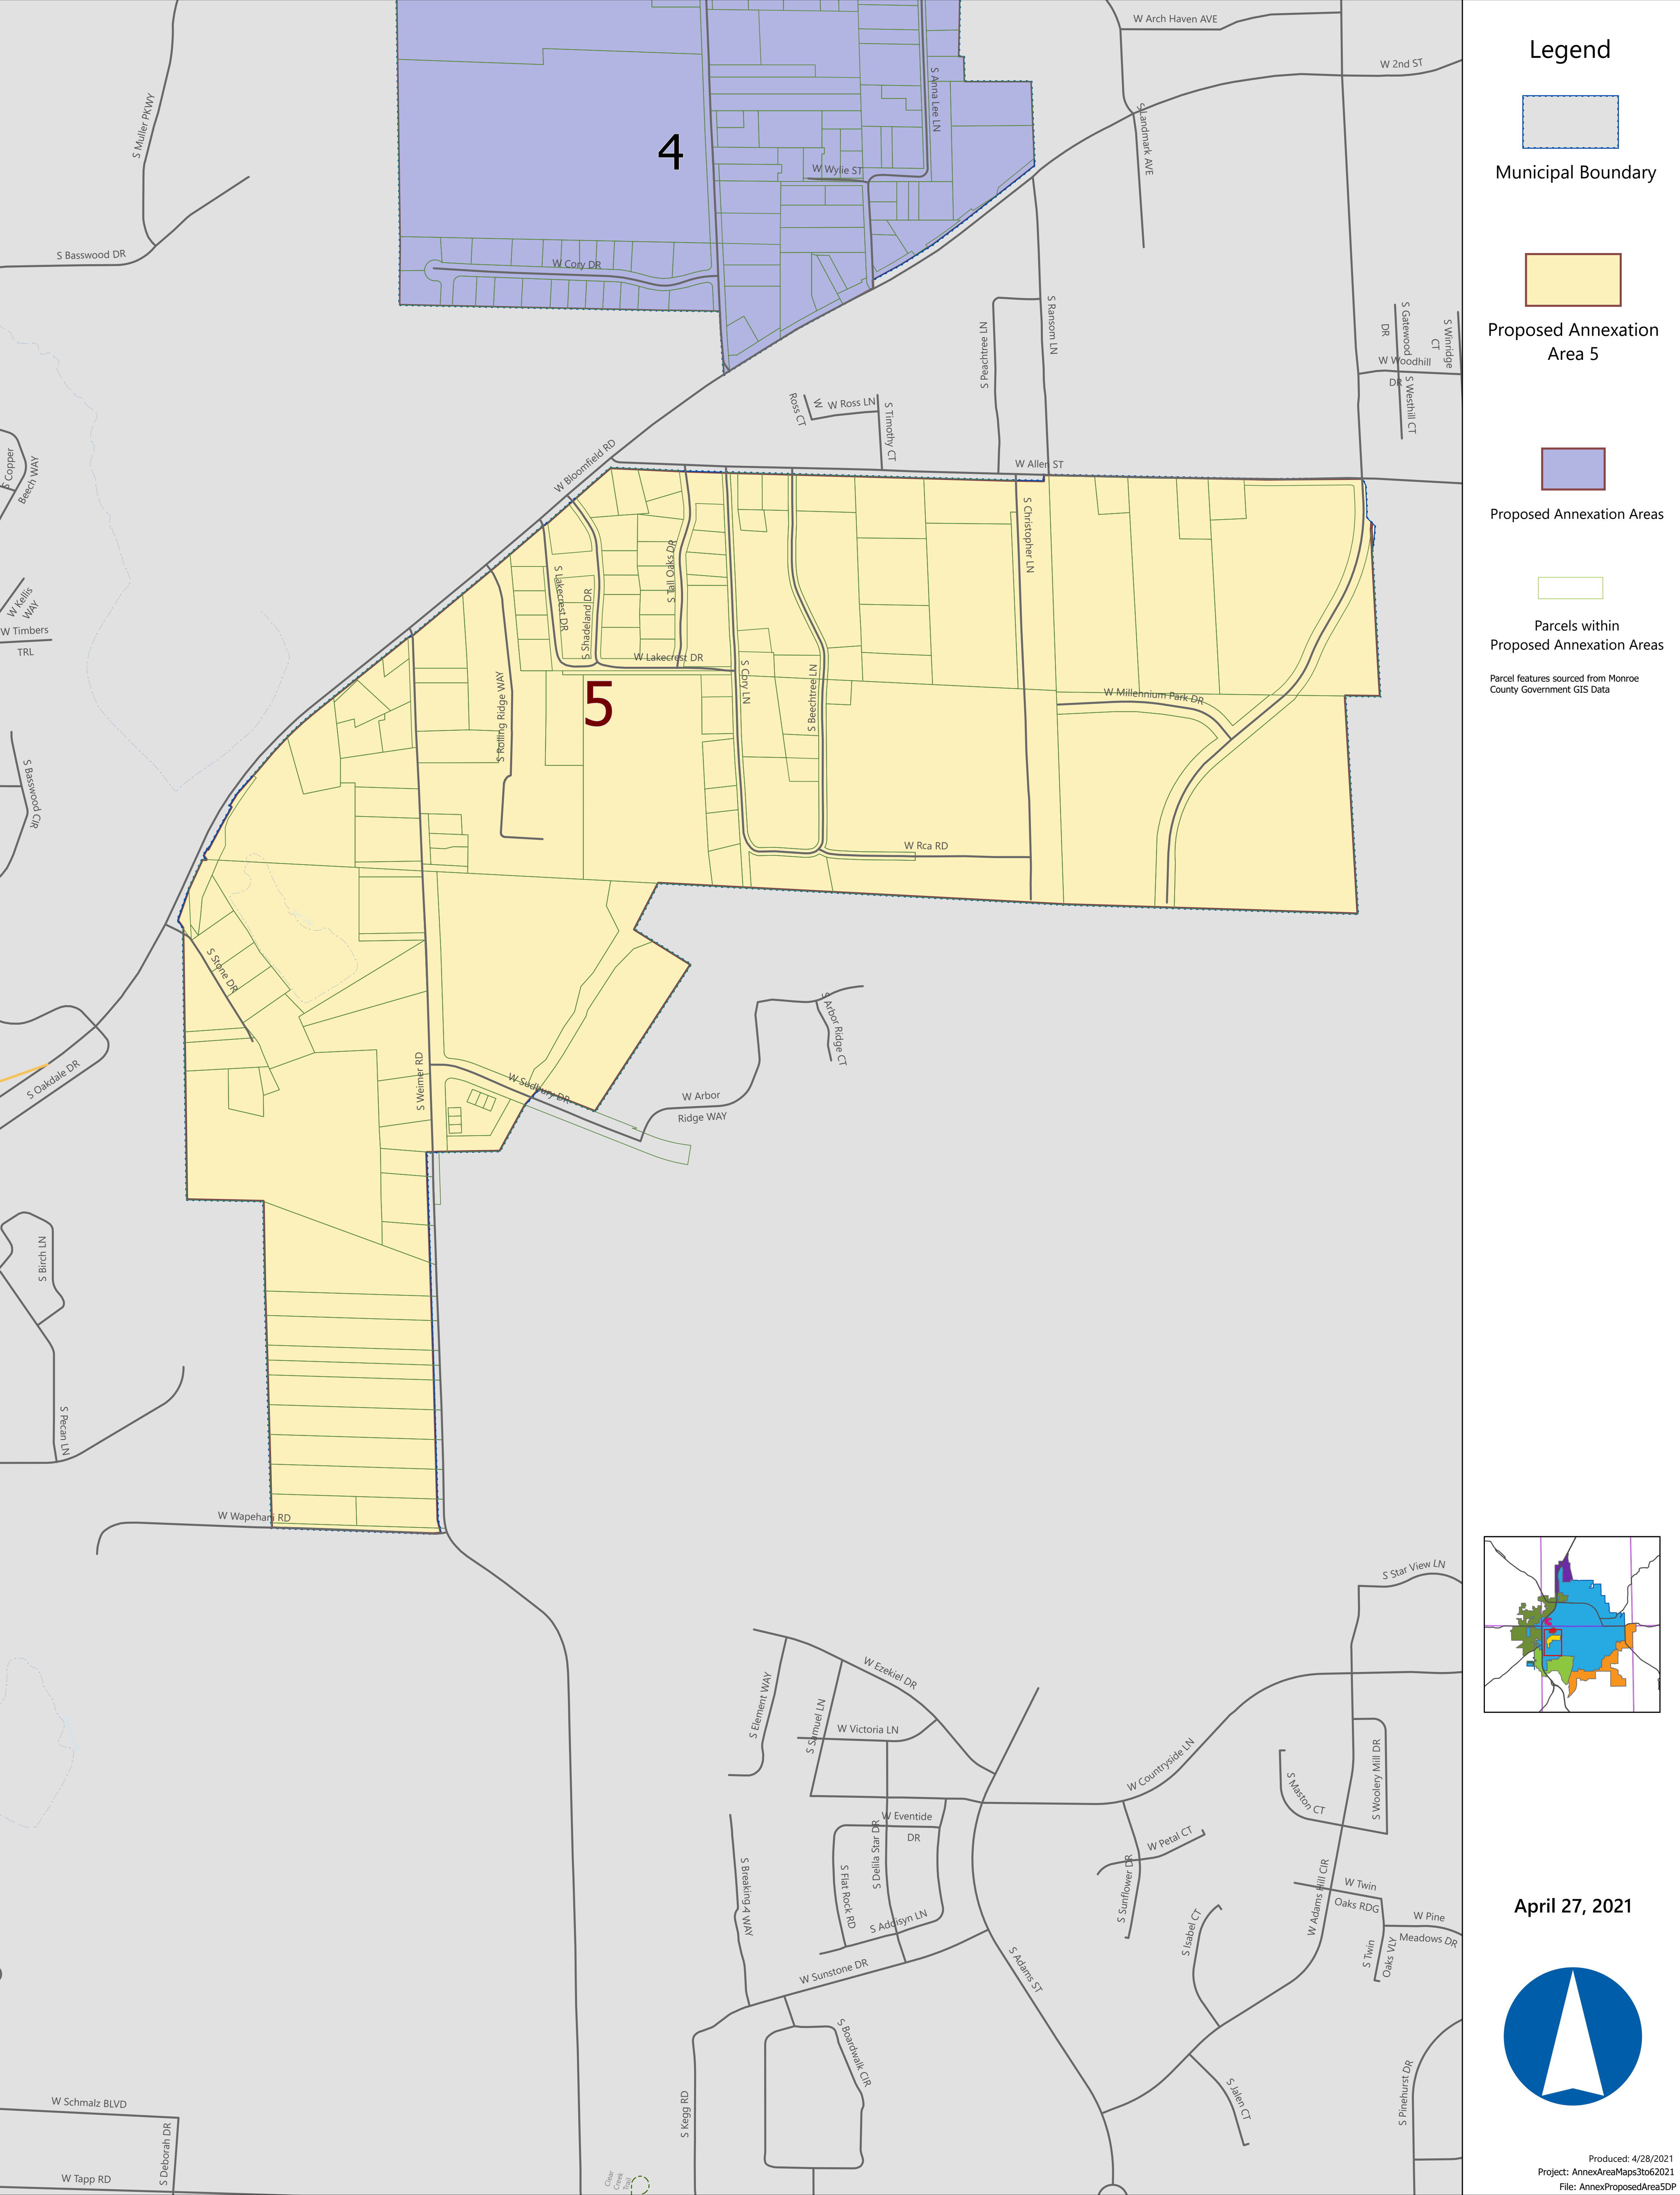 W Arch Haven AVE
W 2nd ST
S Muller PKWY
S Anna Lee LN
S Landmark AVE
4
W Wylie ST
S Basswood DR
W Cory DR
S Ransom LN
S Peachtree LN
S Gatewood
DR
S Winridge
CT
W Woodhill
DR
S Westhill CT
Ross CT
W
W Ross LN
S Timothy CT
W Bloomfield RD
W Allen ST
S Copper
Beech WAY
S Christopher LN
S Lakecrest DR
S Shadeland DR
S Tall Oaks DR
W Kellis
WAY
W Timbers
TRL
W Lakecrest DR
S Cory LN
S Beechtree LN
5
S Rolling Ridge WAY
W Millennium Park DR
S Basswood CIR
W Rca RD
S Stone DR
S Arbor Ridge CT
S Weimer RD
W Sudbury DR
W Arbor
Ridge WAY
S Oakdale DR
S Birch LN
S Pecan LN
W Wapehani RD
S Star View LN
W Ezekiel DR
S Element WAY
S Samuel LN
W Victoria LN
W Countryside LN
S Maston CT
S Woolery Mill DR
W Eventide
DR
S Delila Star DR
S Flat Rock RD
S Breaking A WAY
S Addisyn LN
W Sunstone DR
W Petal CT
S Sunflower DR
S Isabel CT
W Adams Hill CIR
W Twin
Oaks RDG
W Pine
Meadows DR
S Twin
Oaks VLY
S Adams ST
S Boardwalk CIR
S Kegg RD
S Jalen CT
S Pinehurst DR
W Schmalz BLVD
S Deborah DR
W Tapp RD
Clear
Creek
Trail
Legend
Municipal Boundary
Proposed Annexation
Area 5
Proposed Annexation Areas
Parcels within
Proposed Annexation Areas
Parcel features sourced from Monroe
County Government GIS Data
April 27, 2021
Produced: 4/28/2021
Project: AnnexAreaMaps3to62021
File: AnnexProposedArea5DP